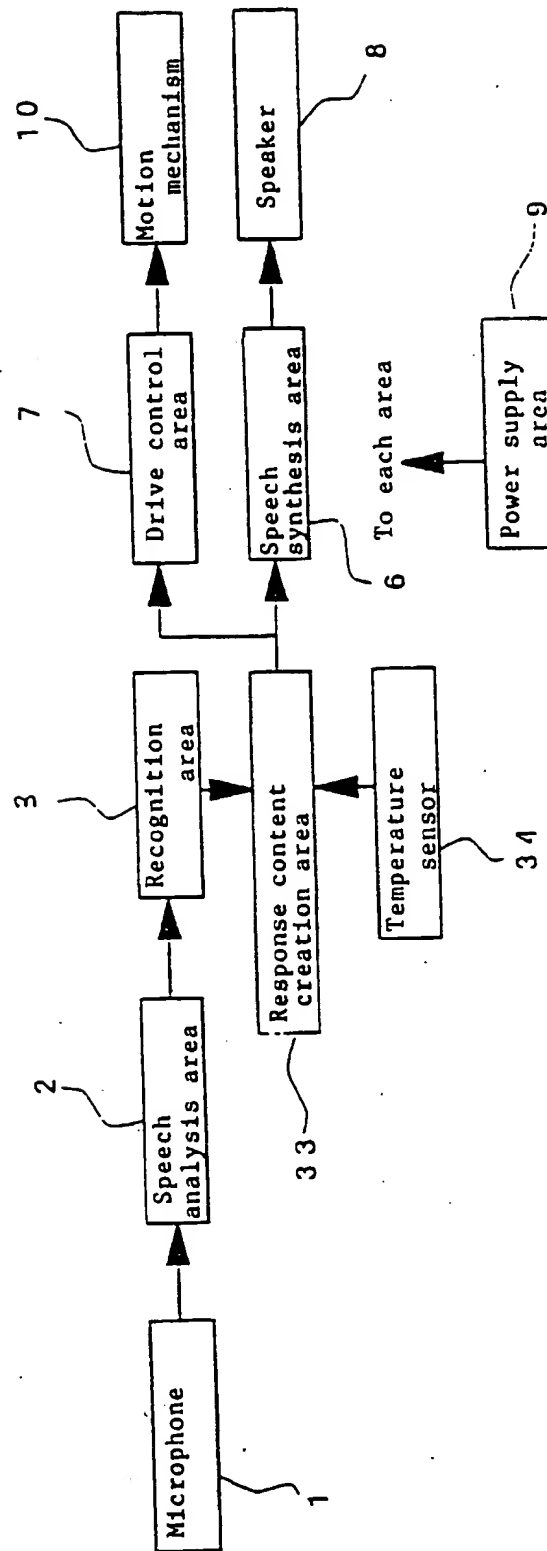 10
Motion
mechanism
8
Speaker
7
Drive control
area
Speech
synthesis area
6
To each area
9
Power supply
area
3
Recognition
area
Response content
creation area
33
Temperature
sensor
34
2
Speech
analysis area
Microphone
1